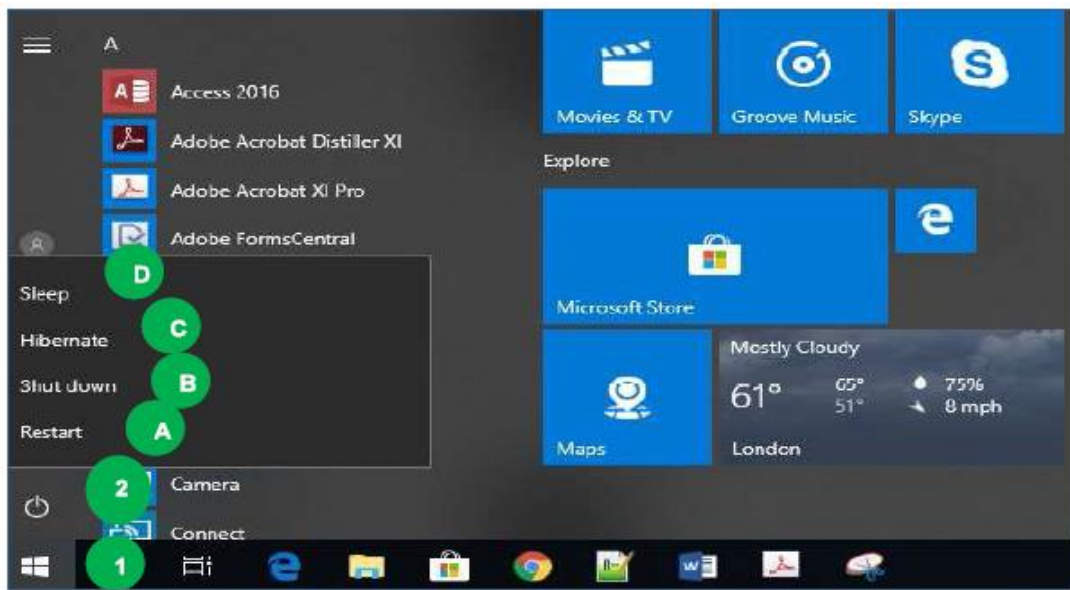 A
Access 2016
Adobe Acrobat Distiller XI
Adobe Acrobat XI Pro
Adobe FormsCentral
D
Sleep
C
Hibernate
B
Shut down
A
Restart
2
Camera
Connect
1
Movies & TV
Groove Music
Skype
Explore
Microsoft Store
Maps
Mostly Cloudy
61° 65° 75%
51° 8 mph
London